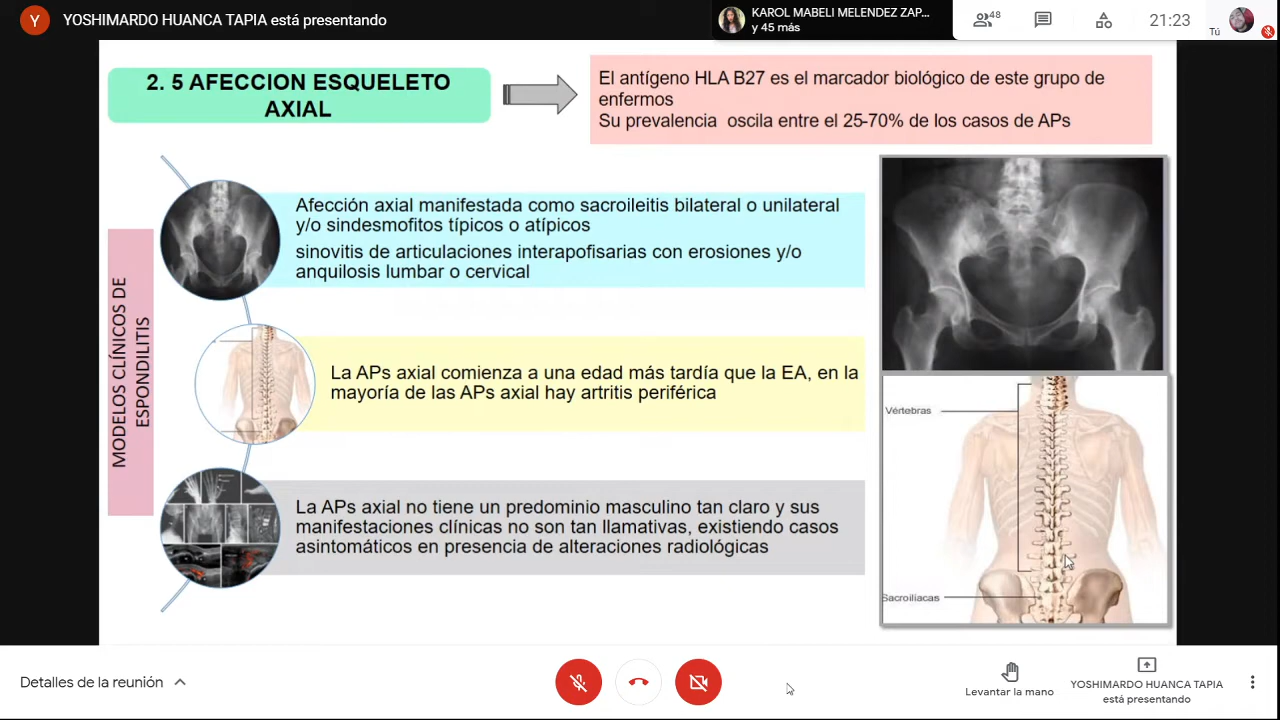 Y
YOSHIMARDO HUANCA TAPIA está presentando
KAROL MABELI MELENDEZ ZAP...
y 45 más
48
21:23
Tú
2. 5 AFECCION ESQUELETO
AXIAL
El antígeno HLA B27 es el marcador biológico de este grupo de
enfermos
Su prevalencia oscila entre el 25-70% de los casos de APs
MODELOS CLÍNICOS DE
ESPONDILITIS
Afección axial manifestada como sacroileitis bilateral o unilateral
y/o sindesmofitos típicos o atípicos
sinovitis de articulaciones interapofisarias con erosiones y/o
anquilosis lumbar o cervical
La APs axial comienza a una edad más tardía que la EA, en la
mayoría de las APs axial hay artritis periférica
La APs axial no tiene un predominio masculino tan claro y sus
manifestaciones clínicas no son tan llamativas, existiendo casos
asintomáticos en presencia de alteraciones radiológicas
Vértebras
Sacroilíacas
Detalles de la reunión
Levantar la mano
YOSHIMARDO HUANCA TAPIA
está presentando